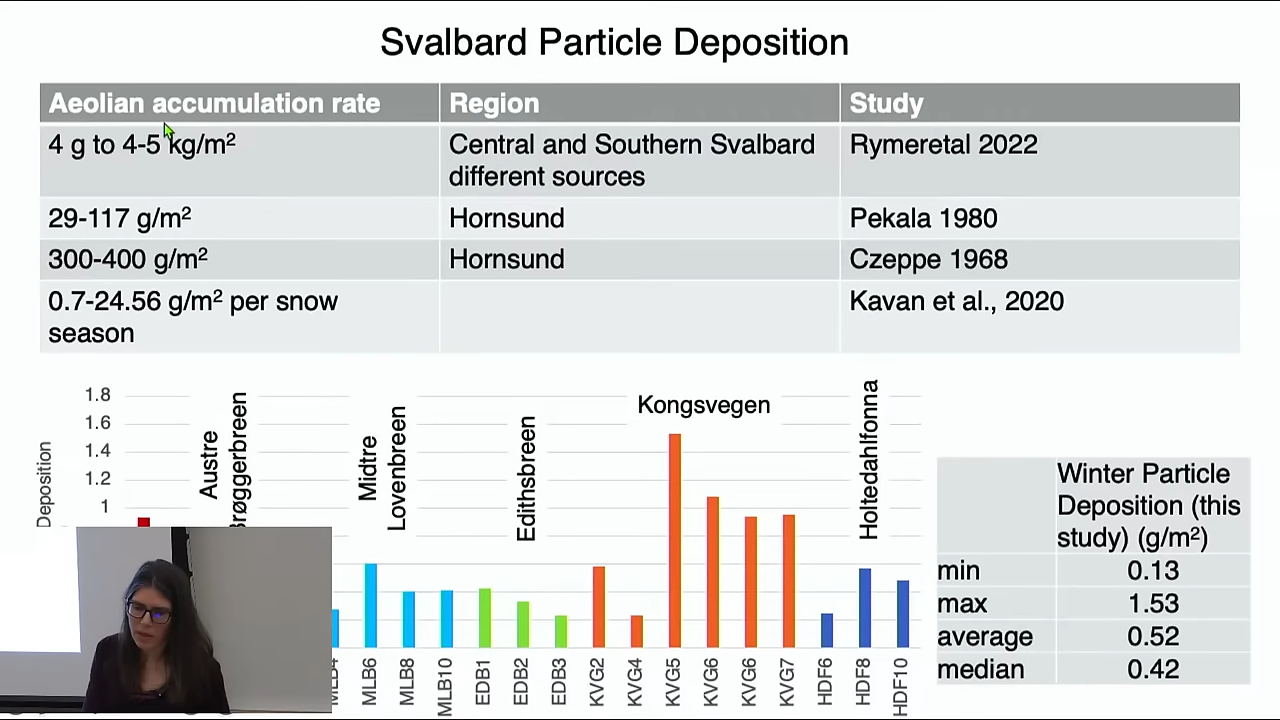 Svalbard Particle Deposition
Aeolian accumulation rate Region Study
4 g to 4-5 kg/m² Central and Southern Svalbard Rymeretal 2022
different sources
29-117 g/m² Hornsund Pekala 1980
300-400 g/m² Hornsund Czeppe 1968
0.7-24.56 g/m² per snow Kavan et al., 2020
season
1.8
1.6
1.4
1.2
1
Deposition
Austre
Midtre
Lovenbreen
Edithsbreen
Kongsvegen
Holtedahlfonna
MLB6
MLB8
MLB10
EDB1
EDB2
EDB3
KVG2
KVG4
KVG5
KVG6
KVG6
KVG7
HDF6
HDF8
HDF10
Winter Particle
Deposition (this
study) (g/m²)
min 0.13
max 1.53
average 0.52
median 0.42